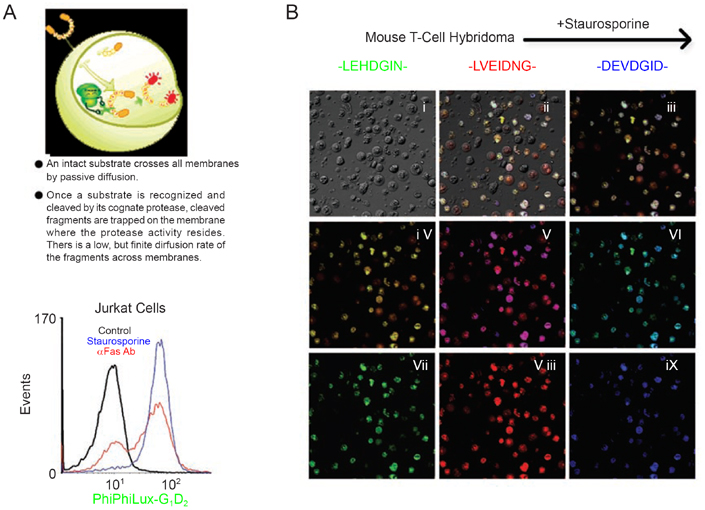 A
An intact substrate crosses all membranes
by passive diffusion.
Once a substrate is recognized and
cleaved by its cognate protease, cleaved
fragments are trapped on the membrane
where the protease activity resides.
Thers is a low, but finite difusion rate of
the fragments across membranes.
Jurkat Cells
170
Control
Staurosporine
αFas Ab
Events
0
10¹
10²
PhiPhiLux-G₁D₂
B
+Staurosporine
Mouse T-Cell Hybridoma
-LEHDGIN-
-LVEIDNG-
-DEVDGID-
i
ii
iii
i V
V
VI
Vii
V iii
iX